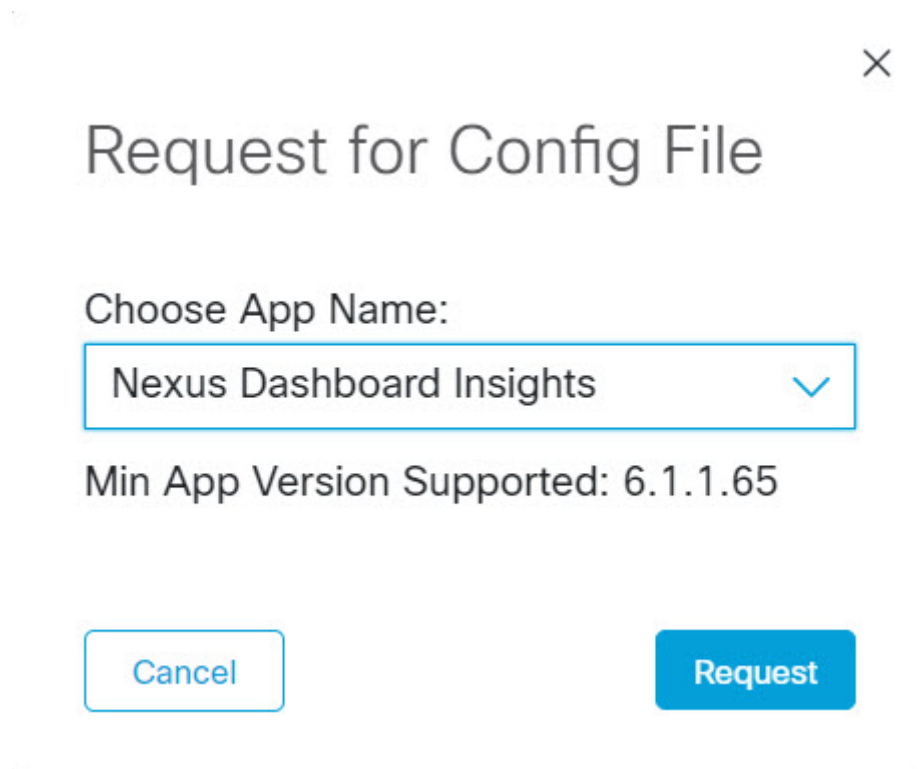 Request for Config File
Choose App Name:
Nexus Dashboard Insights
Min App Version Supported: 6.1.1.65
Cancel
Request